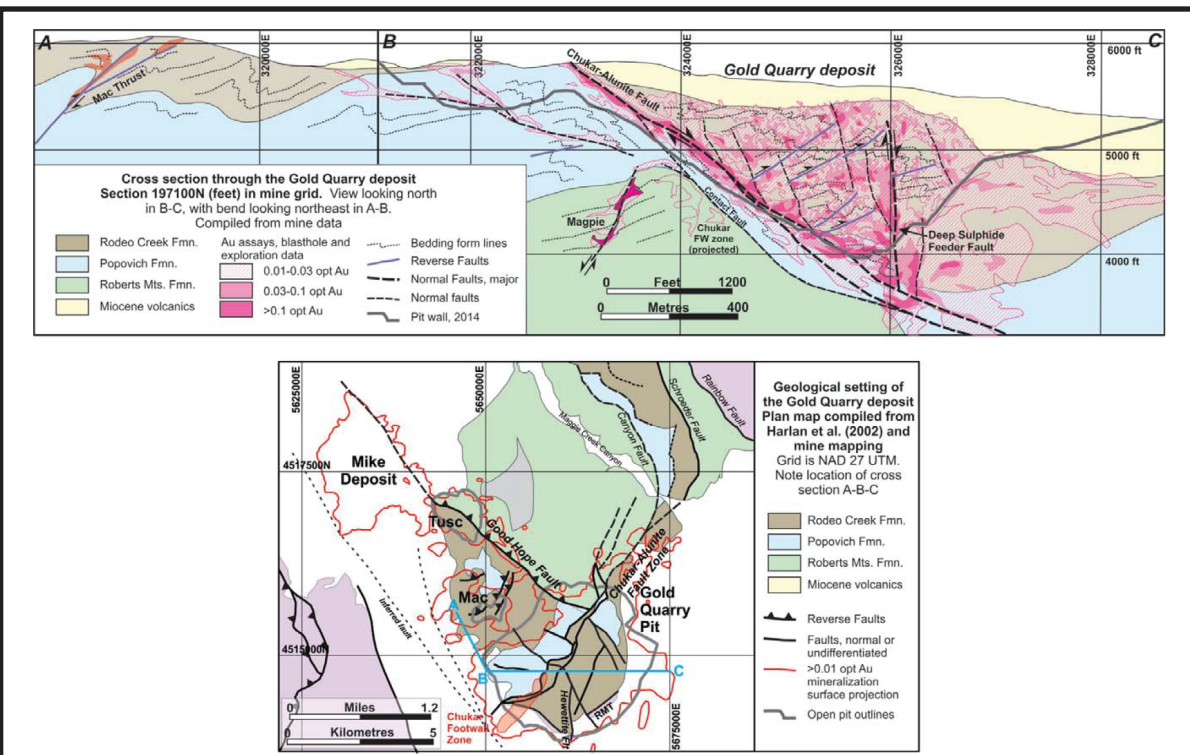 A
B
C
320000E
322000E
324000E
326000E
328000E
6000 ft
5000 ft
4000 ft
Mac Thrust
Chukar-Alunite Fault
Gold Quarry deposit
Cross section through the Gold Quarry deposit
Section 197100N (feet) in mine grid. View looking north
in B-C, with bend looking northeast in A-B.
Compiled from mine data
Rodeo Creek Fmn.
Popovich Fmn.
Roberts Mts. Fmn.
Miocene volcanics
Au assays, blasthole and
exploration data
0.01-0.03 opt Au
0.03-0.1 opt Au
>0.1 opt Au
Bedding form lines
Reverse Faults
Normal Faults, major
Normal faults
Pit wall, 2014
Magpie
Contact Fault
Chukar
FW zone
(projected)
Deep Sulphide
Feeder Fault
0 Feet 1200
0 Metres 400
562500E
565000E
567500E
4517500N
4515000N
Mike
Deposit
Tusc
Good Hope Fault
Mac
Maggie Creek Canyon
Canyon Fault
Schroeder Fault
Rainbow Fault
Chukar-Alunite
Fault Zone
Gold
Quarry
Pit
Inferred fault
A
B
C
Hewettite Flt
RMT
Chukar
Footwall
Zone
0 Miles 1.2
0 Kilometres 5
Geological setting of
the Gold Quarry deposit
Plan map compiled from
Harlan et al. (2002) and
mine mapping
Grid is NAD 27 UTM.
Note location of cross
section A-B-C
Rodeo Creek Fmn.
Popovich Fmn.
Roberts Mts. Fmn.
Miocene volcanics
Reverse Faults
Faults, normal or
undifferentiated
>0.01 opt Au
mineralization
surface projection
Open pit outlines